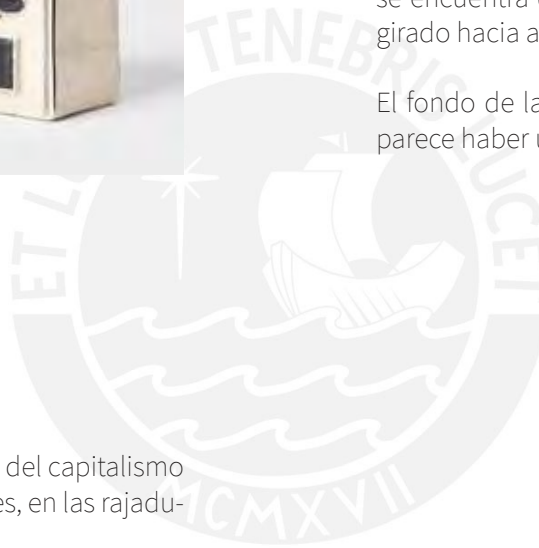 se encuentra
girado hacia a
El fondo de la
parece haber
ET L
TENEBRIS LUCET
del capitalismo
es, en las rajadu-
MCMXVII